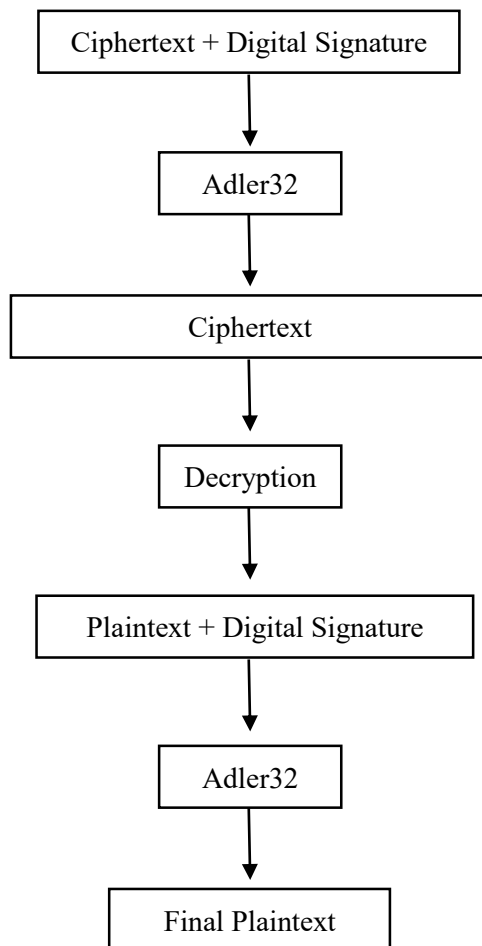 Ciphertext + Digital Signature
Adler32
Ciphertext
Decryption
Plaintext + Digital Signature
Adler32
Final Plaintext